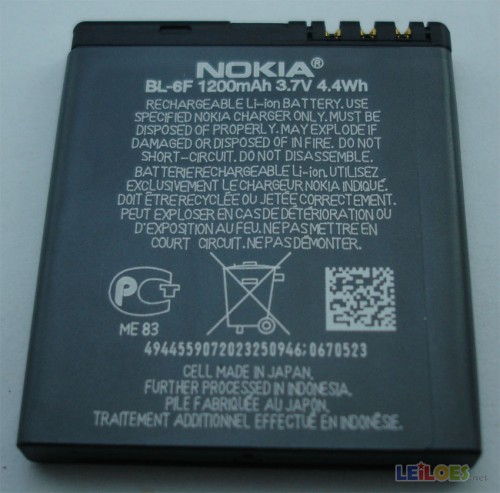 NOKIA®
BL-6F 1200mAh 3.7V 4.4Wh
RECHARGEABLE Li-ion BATTERY. USE
SPECIFIED NOKIA CHARGER ONLY. MUST BE
DISPOSED OF PROPERLY. MAY EXPLODE IF
DAMAGED OR DISPOSED OF IN FIRE. DO NOT
SHORT-CIRCUIT. DO NOT DISASSEMBLE.
BATTERIE RECHARGEABLE Li-ion. UTILISEZ
EXCLUSIVEMENT LE CHARGEUR NOKIA INDIQUÉ.
DOIT ÊTRE RECYCLÉE OU JETÉE CORRECTEMENT.
PEUT EXPLOSER EN CAS DE DÉTÉRIORATION OU
AU CONTACT DU FEU. NE PAS METTRE EN
COURT CIRCUIT. NE PAS DÉMONTER.
РСТ
ME 83
4944559072023250946;0670523
CELL MADE IN JAPAN.
FURTHER PROCESSED IN INDONESIA.
PILE FABRIQUÉE AU JAPON.
TRAITEMENT ADDITIONNEL EN INDONÉSIE.
LEILOES.net